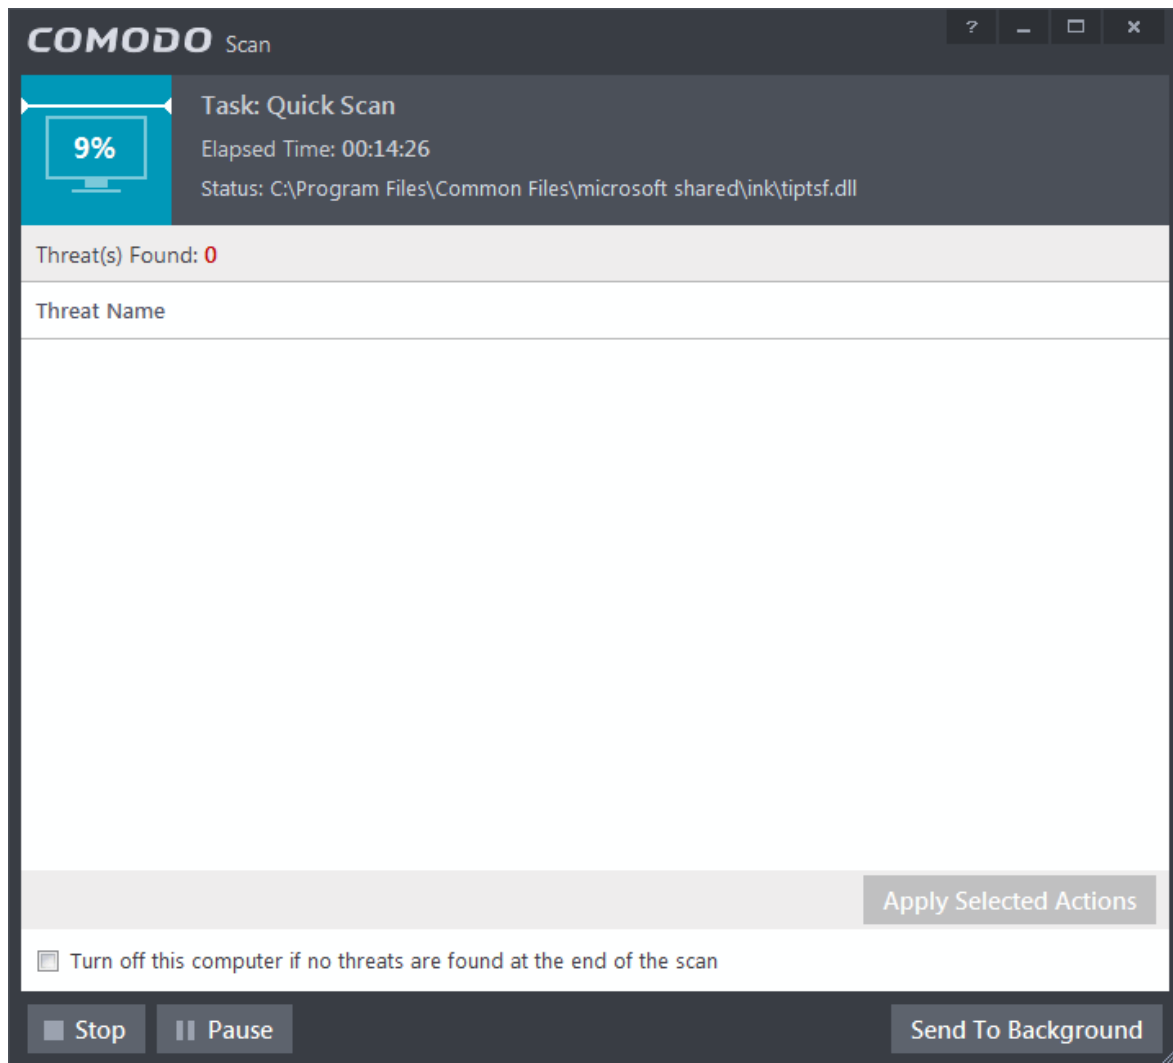 COMODO Scan
?
9%
Task: Quick Scan
Elapsed Time: 00:14:26
Status: C:\Program Files\Common Files\microsoft shared\ink\tiptsf.dll
Threat(s) Found: 0
Threat Name
Apply Selected Actions
Turn off this computer if no threats are found at the end of the scan
Stop
Pause
Send To Background